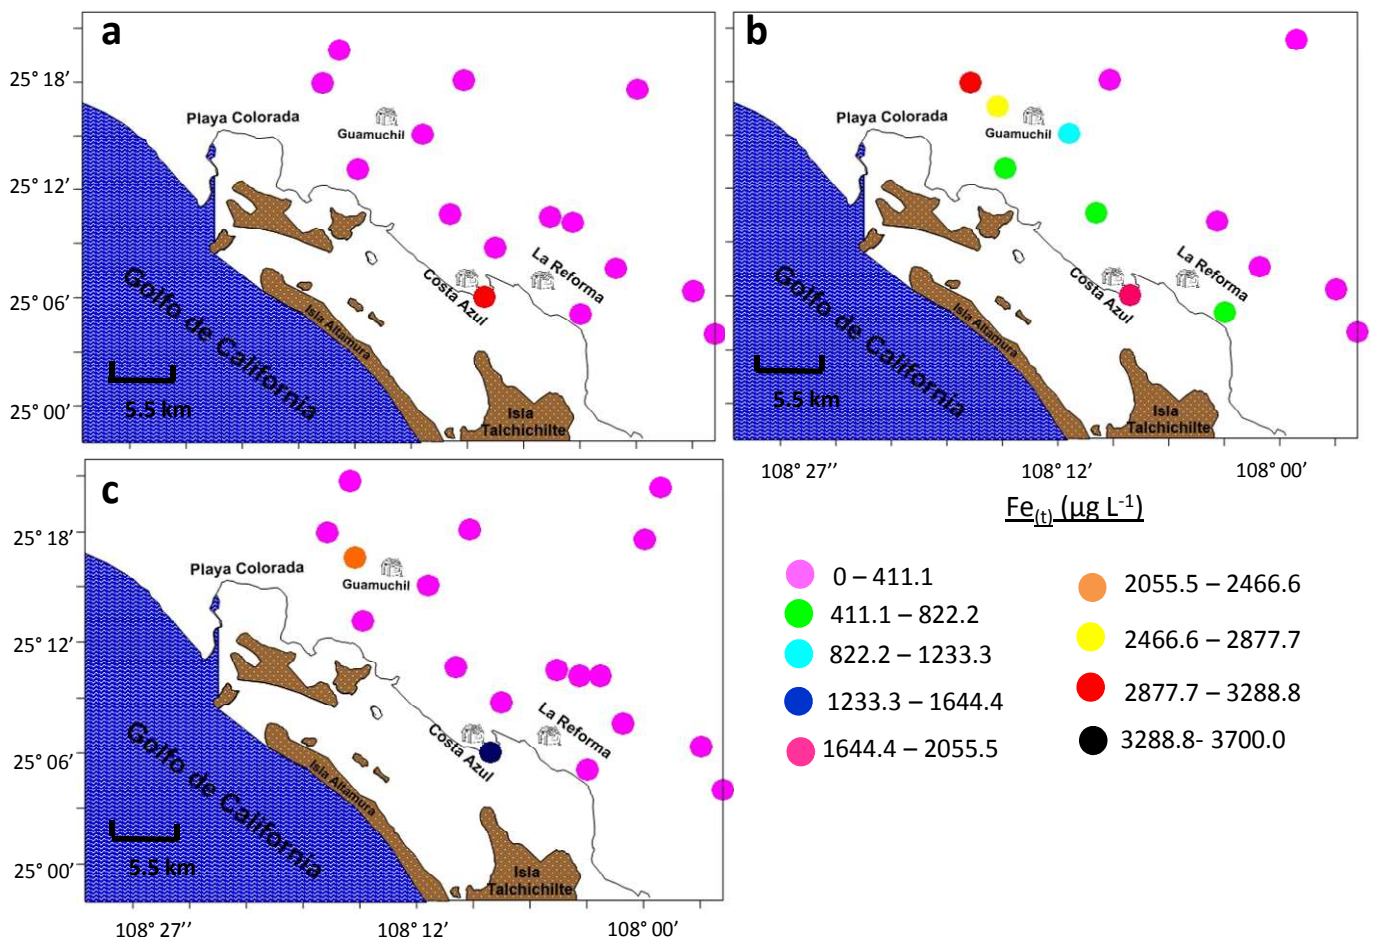 a
25° 18’
Playa Colorada
Guamuchil
25° 12’
La Reforma
Costa Azul
25° 06’
Golfo de California
Isla Altamura
5.5 km
25° 00’
Isla
Talchichilte
b
Playa Colorada
Guamuchil
La Reforma
Costa Azul
Golfo de California
Isla Altamura
5.5 km
Isla
Talchichilte
108° 27’’
108° 12’
108° 00’
c
25° 18’
Playa Colorada
Guamuchil
25° 12’
La Reforma
Costa Azul
25° 06’
Golfo de California
Isla Altamura
5.5 km
25° 00’
Isla
Talchichilte
108° 27’’
108° 12’
108° 00’
Fe(t) (µg L-1)
0 – 411.1
411.1 – 822.2
822.2 – 1233.3
1233.3 – 1644.4
1644.4 – 2055.5
2055.5 – 2466.6
2466.6 – 2877.7
2877.7 – 3288.8
3288.8- 3700.0